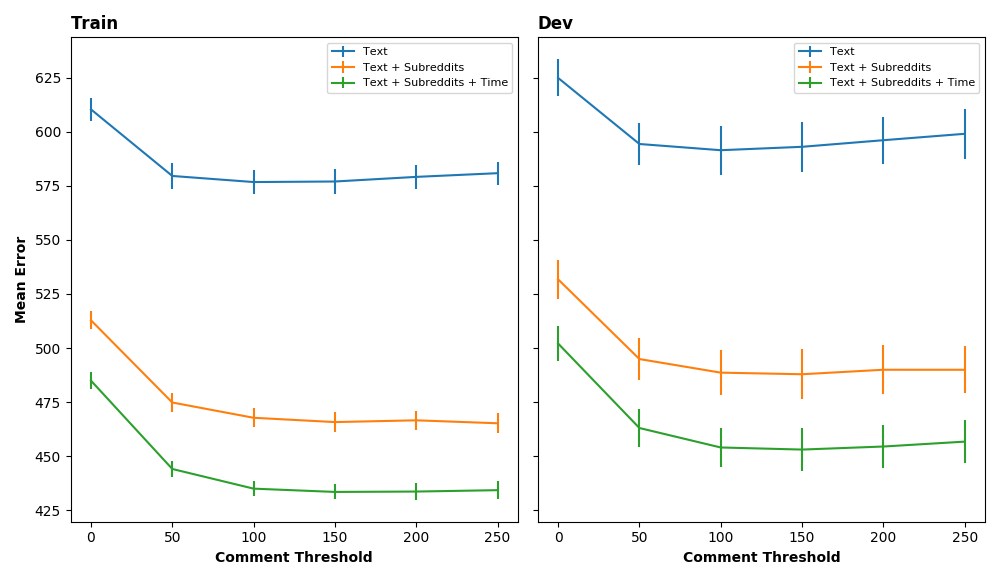 Train
Dev
Text
Text + Subreddits
Text + Subreddits + Time
Text
Text + Subreddits
Text + Subreddits + Time
Mean Error
625
600
575
550
525
500
475
450
425
0 50 100 150 200 250
0 50 100 150 200 250
Comment Threshold
Comment Threshold